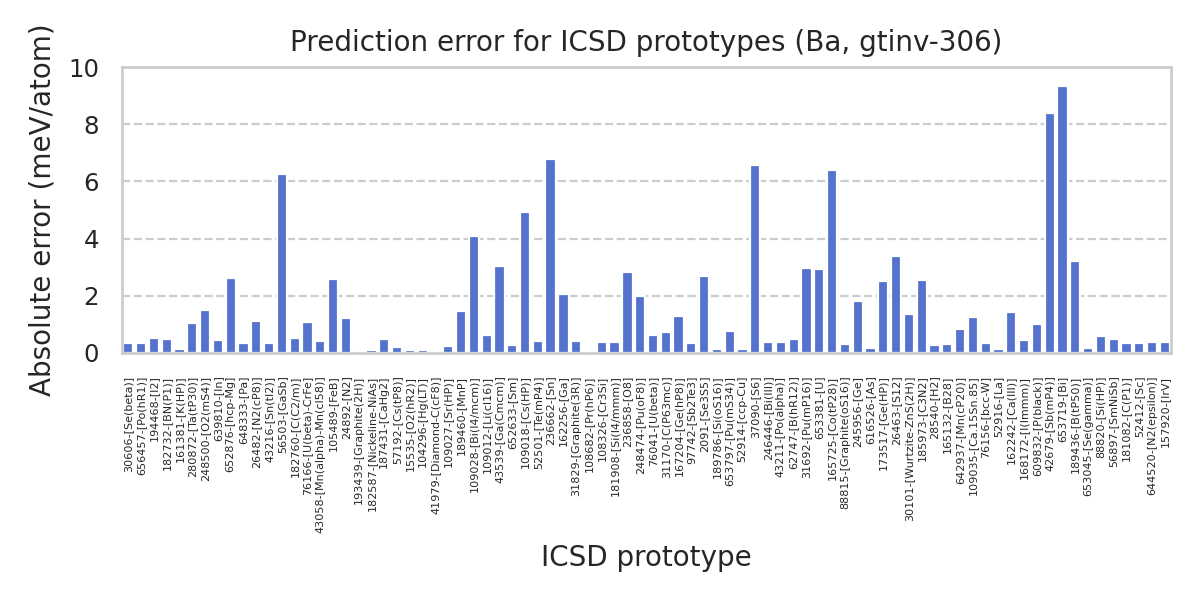 Prediction error for ICSD prototypes (Ba, gtinv-306)
Absolute error (meV/atom)
10
8
6
4
2
0
30606-[Se(beta)]
656457-[Po(hR1)]
194468-[I2]
182732-[BN(P1)]
161381-[K(HP)]
280872-[Ta(tP30)]
248500-[O2(mS4)]
639810-[In]
652876-[hcp-Mg]
648333-[Pa]
26482-[N2(cP8)]
43216-[Sn(tI2)]
56503-[GaSb]
182760-[C(C2/m)]
76166-[U(beta)-CrFe]
43058-[Mn(alpha)-Mn(cI58)]
105489-[FeB]
24892-[N2]
193439-[Graphite(2H)]
182587-[Nickeline-NiAs]
187431-[CaHg2]
57192-[Cs(tP8)]
15535-[O2(hR2)]
104296-[Hg(LT)]
41979-[Diamond-C(cF8)]
109027-[Sr(HP)]
189460-[MnP]
109028-[Bi(I4/mcm)]
109012-[Li(cI16)]
43539-[Ga(Cmcm)]
652633-[Sm]
109018-[Cs(HP)]
52501-[Te(mP4)]
236662-[Sn]
162256-[Ga]
31829-[Graphite(3R)]
108682-[Pr(hP6)]
108326-[Cr3Si]
181908-[Si(I4/mmm)]
236858-[O8]
248474-[Pu(oF8)]
76041-[U(beta)]
31170-[C(P63mc)]
167204-[Ge(hP8)]
97742-[Sb2Te3]
2091-[Se3S5]
189786-[Si(oS16)]
653797-[Pu(mS34)]
52914-[ccp-Cu]
37090-[S6]
246446-[Bi(III)]
43211-[Po(alpha)]
62747-[B(hR12)]
31692-[Pu(mP16)]
653381-[U]
165725-[Co(tP28)]
88815-[Graphite(oS16)]
245956-[Ge]
616526-[As]
173517-[Ge(HP)]
26463-[S12]
30101-[Wurtzite-ZnS(2H)]
185973-[C3N2]
28540-[H2]
165132-[B28]
642937-[Mn(cP20)]
109035-[Ca.15Sn.85]
76156-[bcc-W]
52916-[La]
162242-[Ca(III)]
168172-[I(Immm)]
609832-[P(black)]
42679-[Sb(mP4)]
653719-[Bi]
189436-[B(tP50)]
653045-[Se(gamma)]
88820-[Si(HP)]
56897-[SmNiSb]
181082-[C(P1)]
52412-[Sc]
644520-[N2(epsilon)]
157920-[IrV]
ICSD prototype